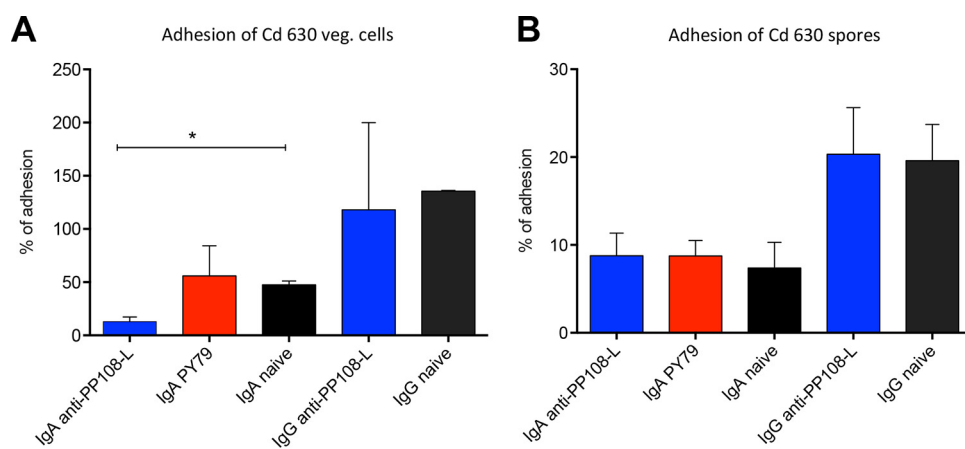 A
Adhesion of Cd 630 veg. cells
% of adhesion
250
200
150
100
50
0
*
IgA anti-PP108-L
IgA PY79
IgA naive
IgG anti-PP108-L
IgG naive
B
Adhesion of Cd 630 spores
% of adhesion
30
20
10
0
IgA anti-PP108-L
IgA PY79
IgA naive
IgG anti-PP108-L
IgG naive